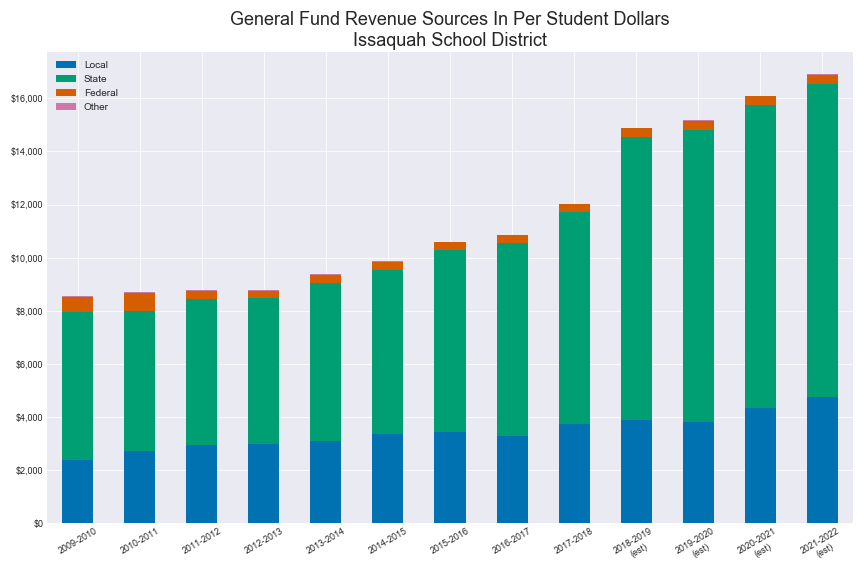 General Fund Revenue Sources In Per Student Dollars
Issaquah School District
Local
State
Federal
Other
$16,000
$14,000
$12,000
$10,000
$8,000
$6,000
$4,000
$2,000
$0
2009-2010
2010-2011
2011-2012
2012-2013
2013-2014
2014-2015
2015-2016
2016-2017
2017-2018
2018-2019
(est)
2019-2020
(est)
2020-2021
(est)
2021-2022
(est)